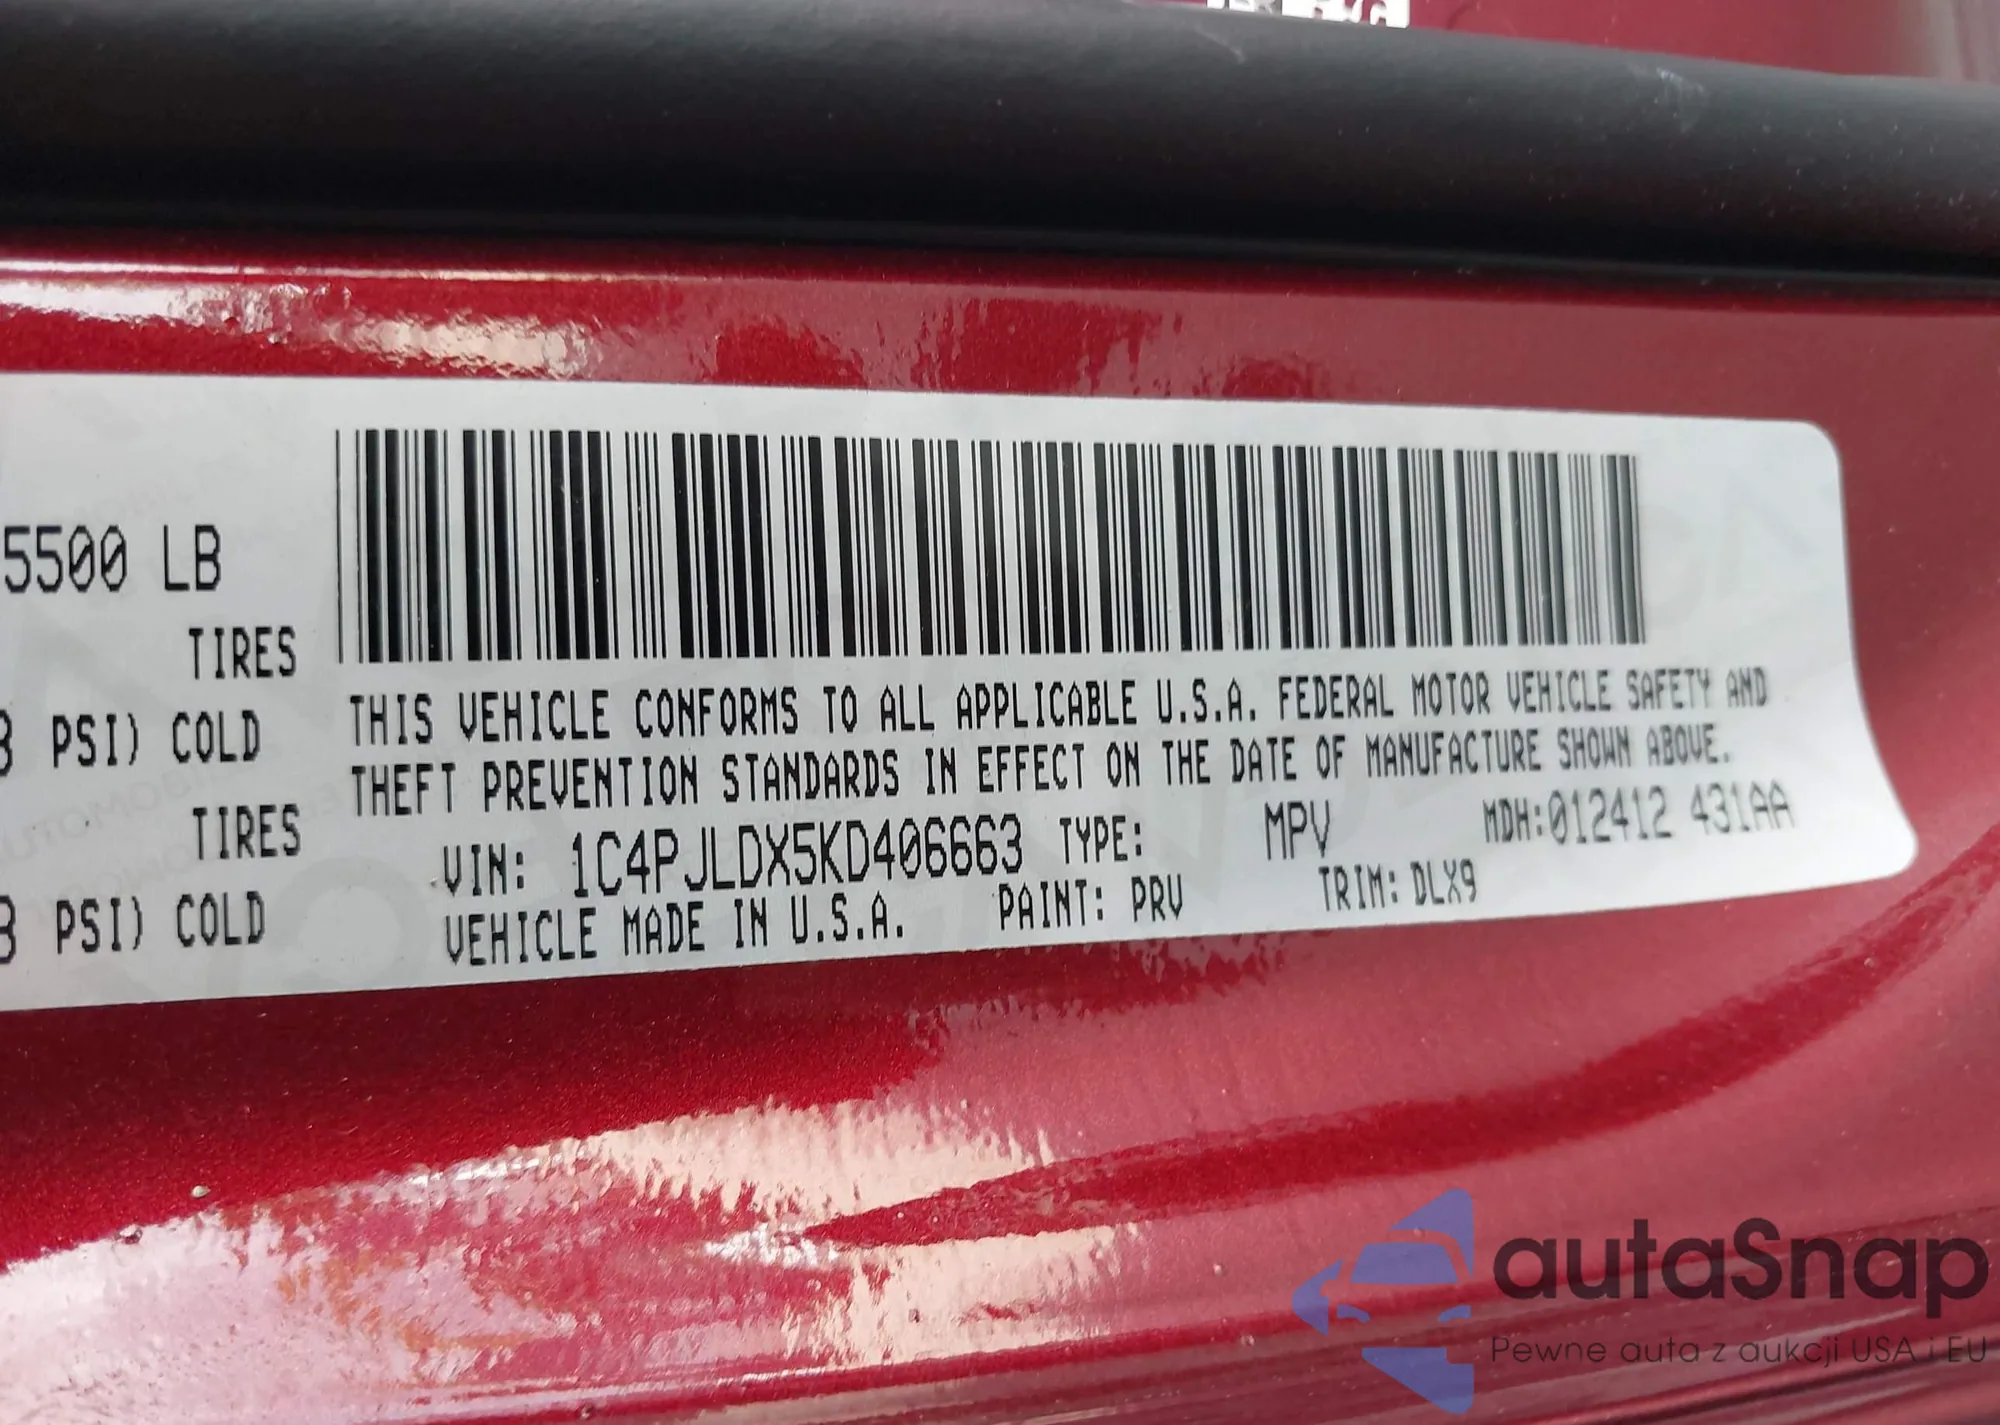 5500 LB
TIRES
PSI) COLD
TIRES
PSI) COLD
THIS VEHICLE CONFORMS TO ALL APPLICABLE U.S.A. FEDERAL MOTOR VEHICLE SAFETY AND
THEFT PREVENTION STANDARDS IN EFFECT ON THE DATE OF MANUFACTURE SHOWN ABOVE.
VIN: 1C4PJLDX5KD406663 TYPE: MPV MDH:012412 431AA
VEHICLE MADE IN U.S.A. PAINT: PRV TRIM: DLX9
autaSnap
Pewne auta z aukcji USA i EU